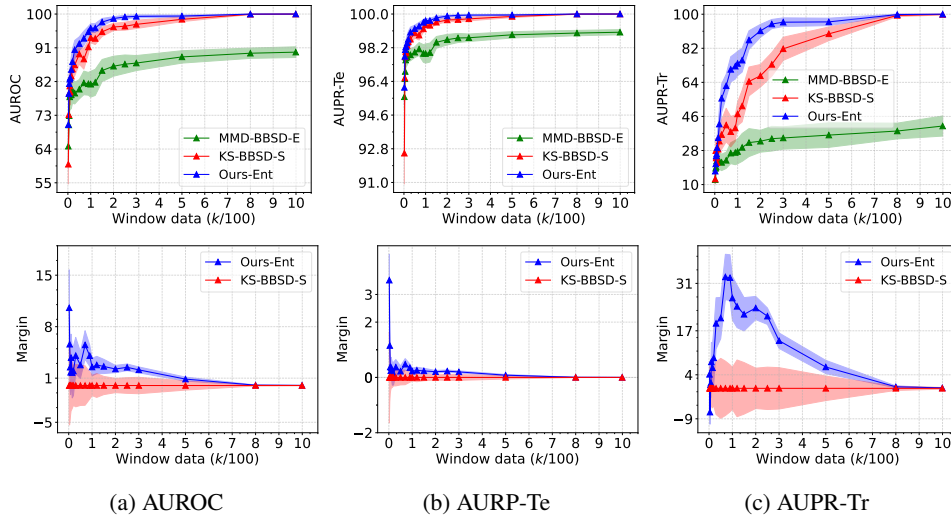 AUROC
100
91
82
73
64
55
MMD-BBSD-E
KS-BBSD-S
Ours-Ent
0 1 2 3 4 5 6 7 8 9 10
Window data (k/100)
AUPR-Te
100.0
98.2
96.4
94.6
92.8
91.0
MMD-BBSD-E
KS-BBSD-S
Ours-Ent
0 1 2 3 4 5 6 7 8 9 10
Window data (k/100)
AUPR-Tr
100
82
64
46
28
10
MMD-BBSD-E
KS-BBSD-S
Ours-Ent
0 1 2 3 4 5 6 7 8 9 10
Window data (k/100)
Margin
15
8
1
−5
Ours-Ent
KS-BBSD-S
0 1 2 3 4 5 6 7 8 9 10
Window data (k/100)
Margin
3
2
0
−2
Ours-Ent
KS-BBSD-S
0 1 2 3 4 5 6 7 8 9 10
Window data (k/100)
Margin
31
17
4
−9
Ours-Ent
KS-BBSD-S
0 1 2 3 4 5 6 7 8 9 10
Window data (k/100)
(a) AUROC
(b) AURP-Te
(c) AUPR-Tr